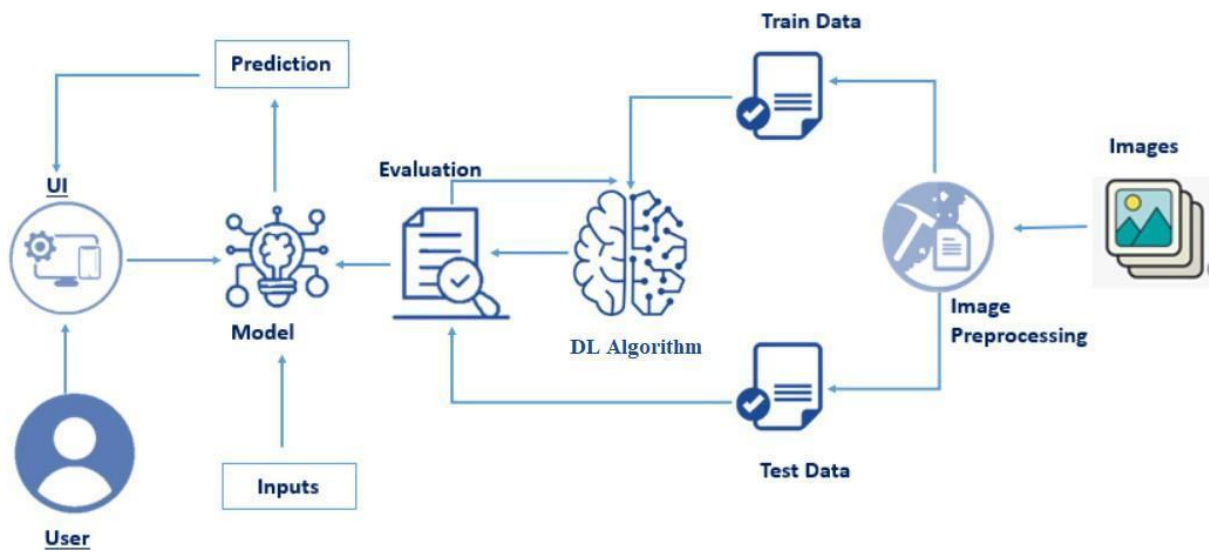 Train Data
Prediction
Images
Evaluation
UI
Image
Preprocessing
Model
DL Algorithm
Test Data
Inputs
User